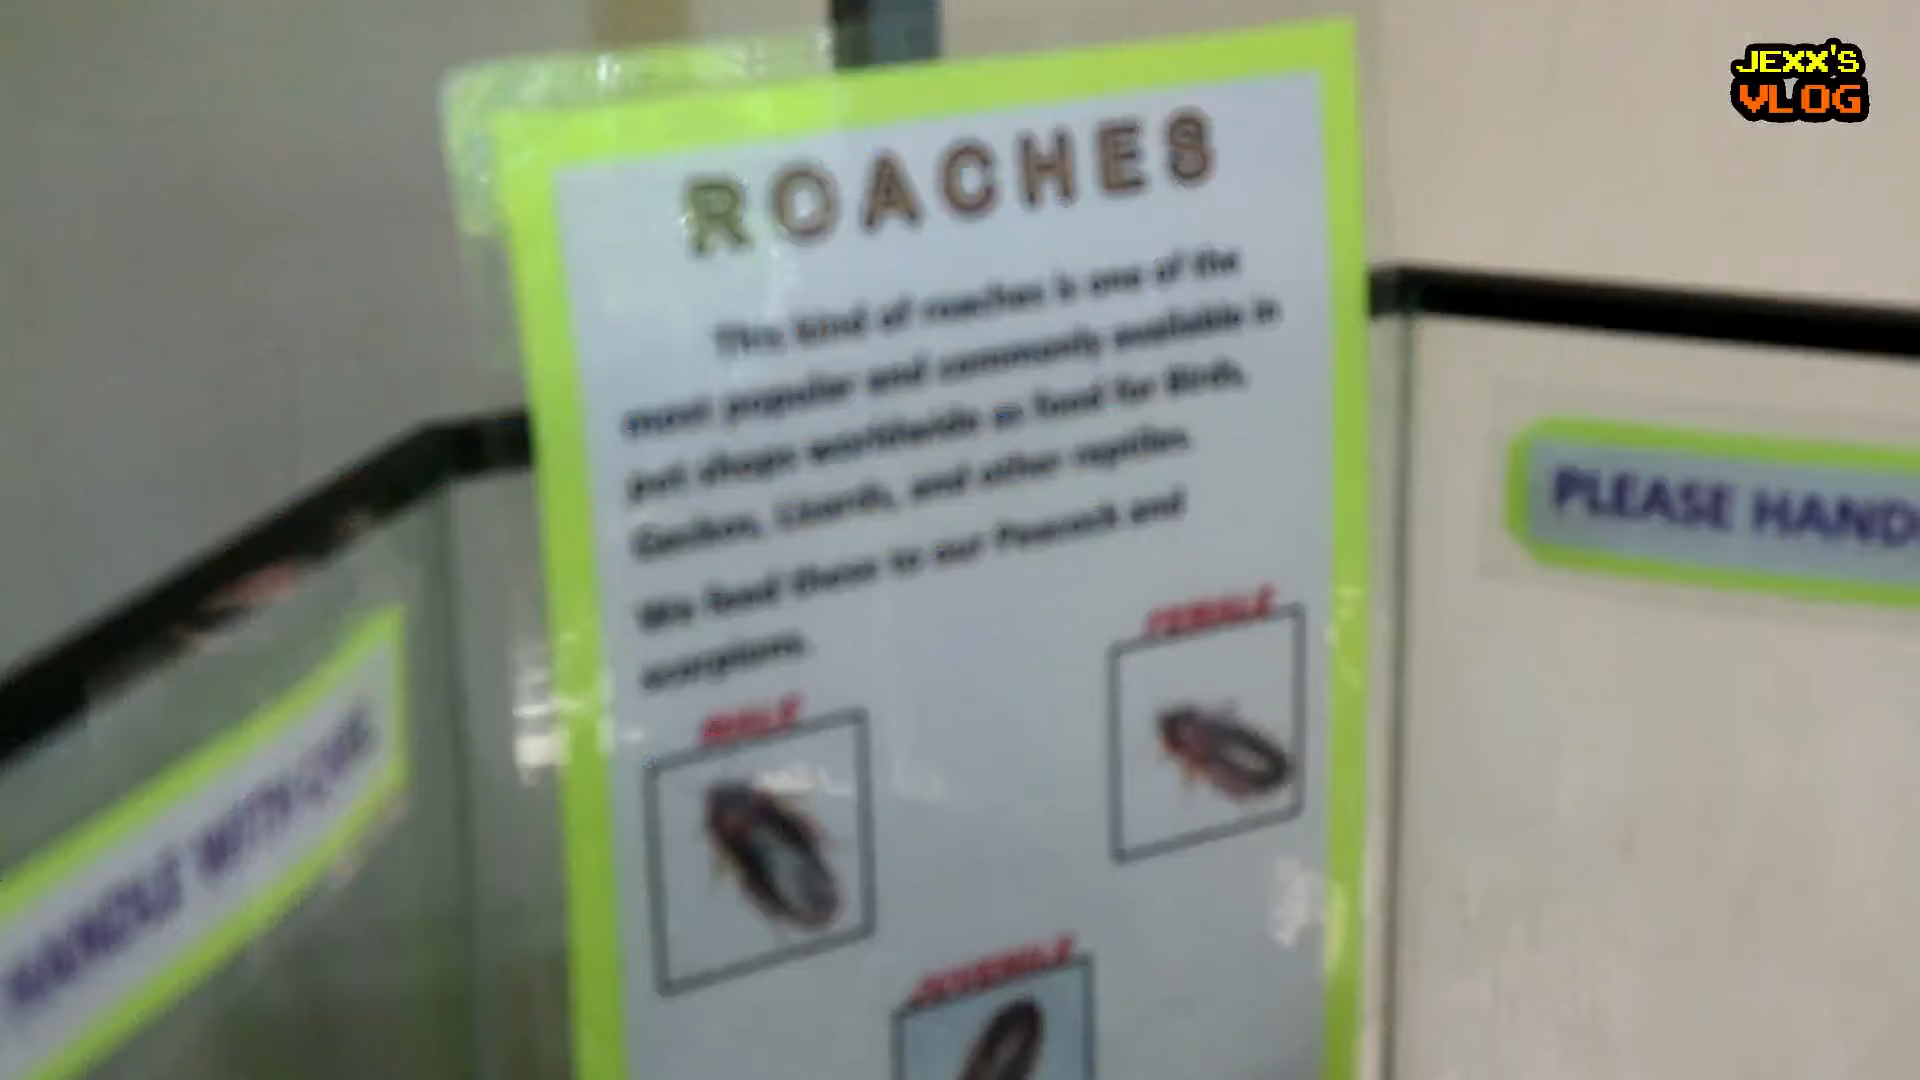 JEXX'S
VLOG
ROACHES
This kind of roaches is one of the
most popular and commonly available in
pet shops worldwide as food for Birds,
Geckos, Lizards, and other reptiles.
We feed these to our Peacock and
scorpions.
MALE
FEMALE
JUVENILE
HANDLE WITH CARE
PLEASE HAND